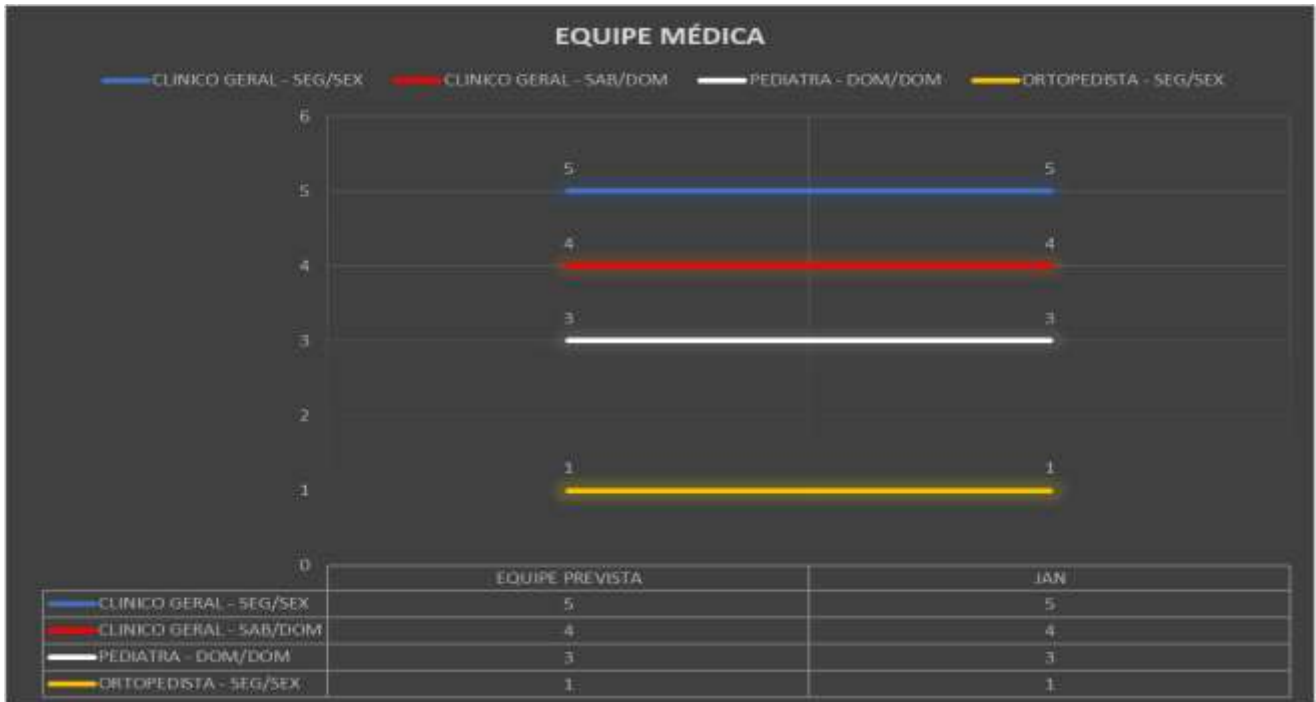 EQUIPE MÉDICA
CLINICO GERAL - SEG/SEX CLINICO GERAL - SAB/DOM PEDIATRA - DOM/DOM ORTOPEDISTA - SEG/SEX
6
5 5
5
4 4
4
3 3
3
2
1 1
1
0
EQUIPE PREVISTA JAN
CLINICO GERAL - SEG/SEX 5 5
CLINICO GERAL - SAB/DOM 4 4
PEDIATRA - DOM/DOM 3 3
ORTOPEDISTA - SEG/SEX 1 1